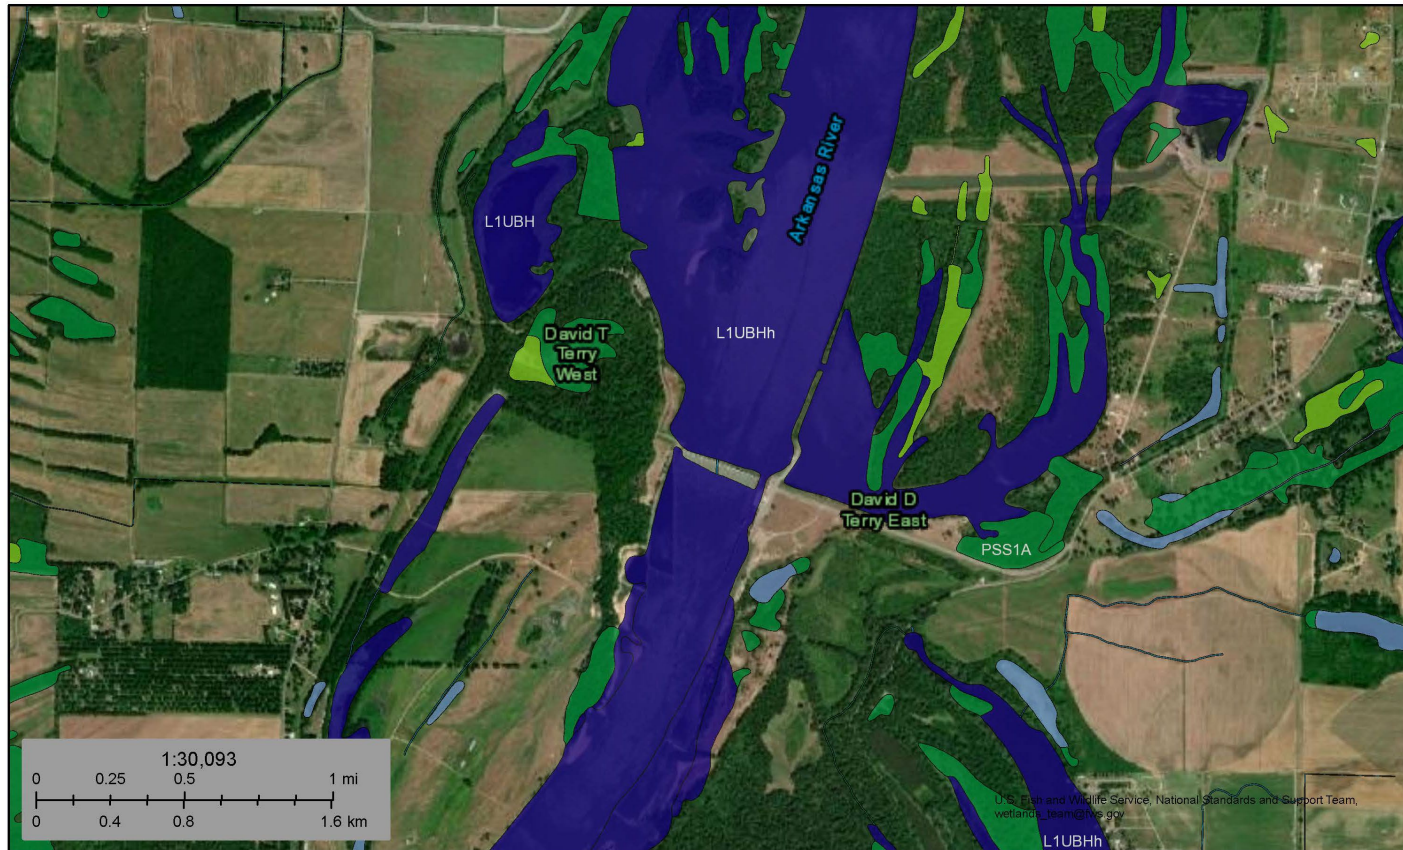 Arkansas River
L1UBH
L1UBHh
David T
Terry
West
David D
Terry East
PSS1A
1:30,093
0 0.25 0.5 1 mi
0 0.4 0.8 1.6 km
U.S. Fish and Wildlife Service, National Standards and Support Team,
wetlands_team@fws.gov
L1UBHh